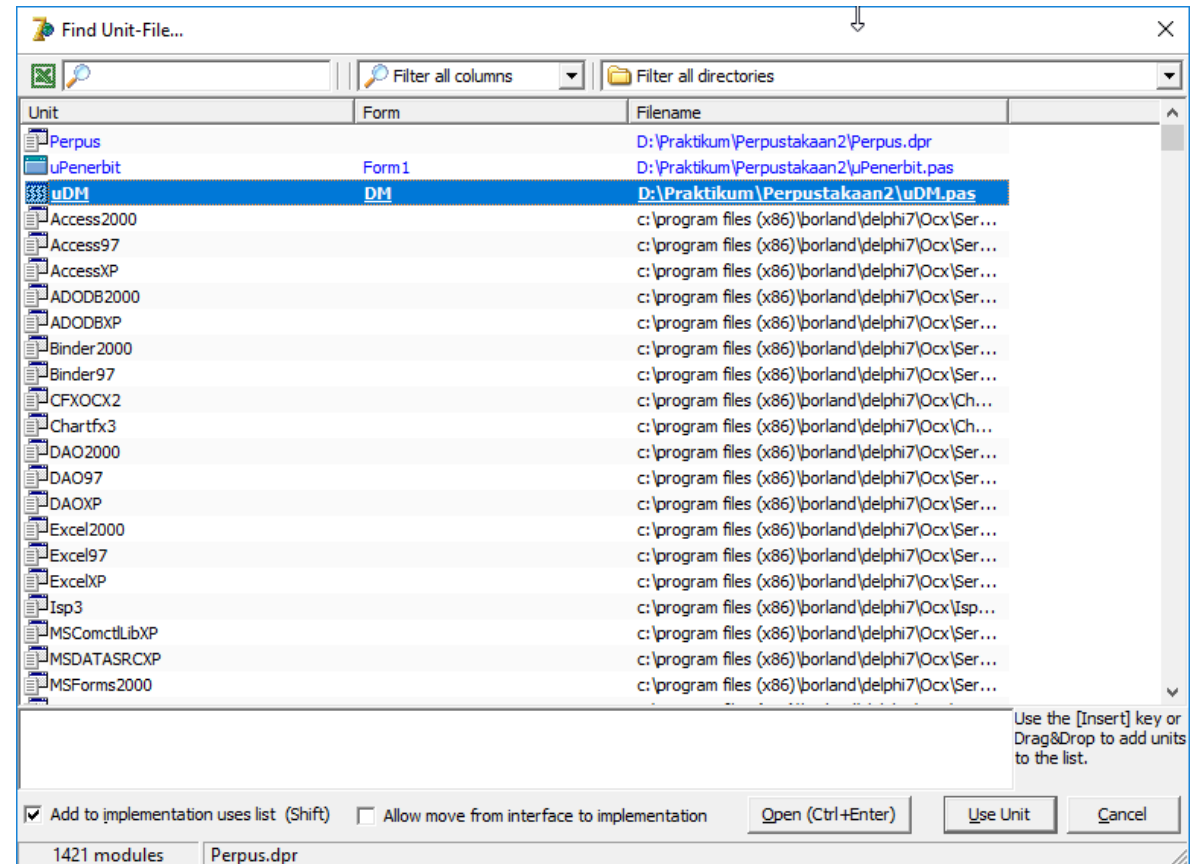 Find Unit-File...
Filter all columns Filter all directories
Unit Form Filename
Perpus D:\Praktikum\Perpustakaan2\Perpus.dpr
uPenerbit Form1 D:\Praktikum\Perpustakaan2\uPenerbit.pas
uDM DM D:\Praktikum\Perpustakaan2\uDM.pas
Access2000 c:\program files (x86)\borland\delphi7\Ocx\Ser...
Access97 c:\program files (x86)\borland\delphi7\Ocx\Ser...
AccessXP c:\program files (x86)\borland\delphi7\Ocx\Ser...
ADODB2000 c:\program files (x86)\borland\delphi7\Ocx\Ser...
ADODBXP c:\program files (x86)\borland\delphi7\Ocx\Ser...
Binder2000 c:\program files (x86)\borland\delphi7\Ocx\Ser...
Binder97 c:\program files (x86)\borland\delphi7\Ocx\Ser...
CFXOCX2 c:\program files (x86)\borland\delphi7\Ocx\Ch...
Chartfx3 c:\program files (x86)\borland\delphi7\Ocx\Ch...
DAO2000 c:\program files (x86)\borland\delphi7\Ocx\Ser...
DAO97 c:\program files (x86)\borland\delphi7\Ocx\Ser...
DAOXP c:\program files (x86)\borland\delphi7\Ocx\Ser...
Excel2000 c:\program files (x86)\borland\delphi7\Ocx\Ser...
Excel97 c:\program files (x86)\borland\delphi7\Ocx\Ser...
ExcelXP c:\program files (x86)\borland\delphi7\Ocx\Ser...
Isp3 c:\program files (x86)\borland\delphi7\Ocx\Isp...
MSComctlLibXP c:\program files (x86)\borland\delphi7\Ocx\Ser...
MSDATASRCXP c:\program files (x86)\borland\delphi7\Ocx\Ser...
MSForms2000 c:\program files (x86)\borland\delphi7\Ocx\Ser...
Use the [Insert] key or
Drag&Drop to add units
to the list.
Add to implementation uses list (Shift) Allow move from interface to implementation Open (Ctrl+Enter) Use Unit Cancel
1421 modules Perpus.dpr